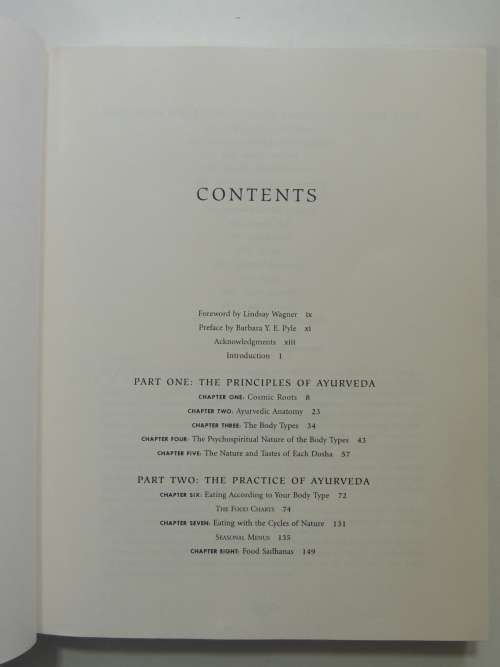 CONTENTS
Foreword by Lindsay Wagner ix
Preface by Barbara Y. E. Pyle xi
Acknowledgments xiii
Introduction 1
PART ONE: THE PRINCIPLES OF AYURVEDA
CHAPTER ONE: Cosmic Roots 8
CHAPTER TWO: Ayurvedic Anatomy 23
CHAPTER THREE: The Body Types 34
CHAPTER FOUR: The Psychospiritual Nature of the Body Types 43
CHAPTER FIVE: The Nature and Tastes of Each Dosha 57
PART TWO: THE PRACTICE OF AYURVEDA
CHAPTER SIX: Eating According to Your Body Type 72
THE FOOD CHARTS 74
CHAPTER SEVEN: Eating with the Cycles of Nature 131
SEASONAL MENUS 135
CHAPTER EIGHT: Food Sadhanas 149